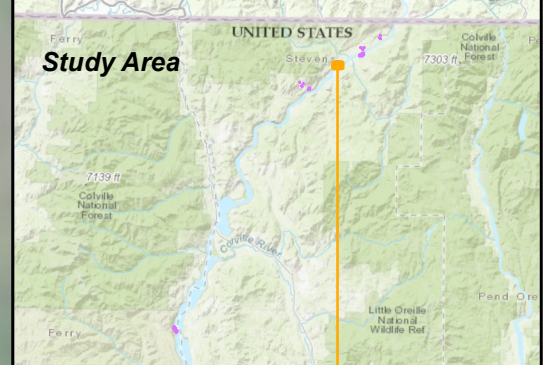 UNITED STATES
Ferry
Study Area
Stevens
7303 ft
Colville
National
Forest
7139 ft
Colville
National
Forest
Colville River
Little Oreille
National
Wildlife Ref
Pend Ore
Ferry